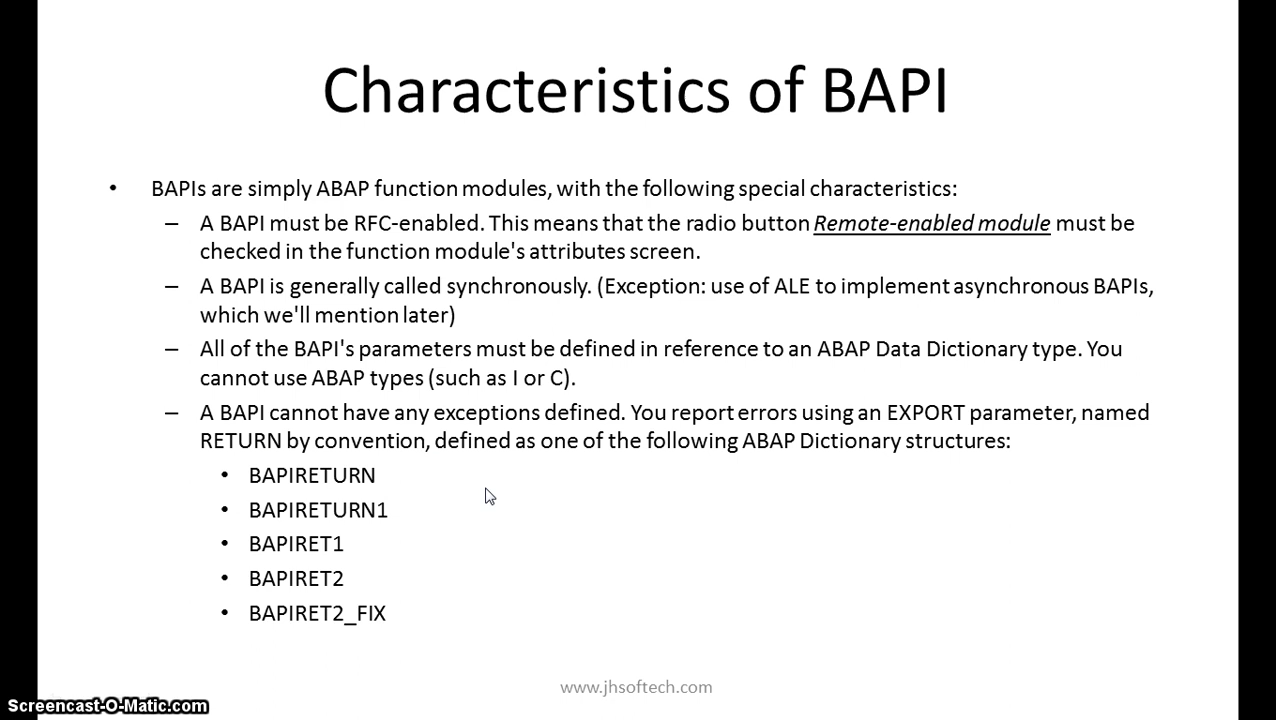 Characteristics of BAPI
• BAPIs are simply ABAP function modules, with the following special characteristics:
– A BAPI must be RFC-enabled. This means that the radio button Remote-enabled module must be
checked in the function module's attributes screen.
– A BAPI is generally called synchronously. (Exception: use of ALE to implement asynchronous BAPIs,
which we'll mention later)
– All of the BAPI's parameters must be defined in reference to an ABAP Data Dictionary type. You
cannot use ABAP types (such as I or C).
– A BAPI cannot have any exceptions defined. You report errors using an EXPORT parameter, named
RETURN by convention, defined as one of the following ABAP Dictionary structures:
• BAPIRETURN
• BAPIRETURN1
• BAPIRET1
• BAPIRET2
• BAPIRET2_FIX
www.jhsoftech.com
Screencast-O-Matic.com